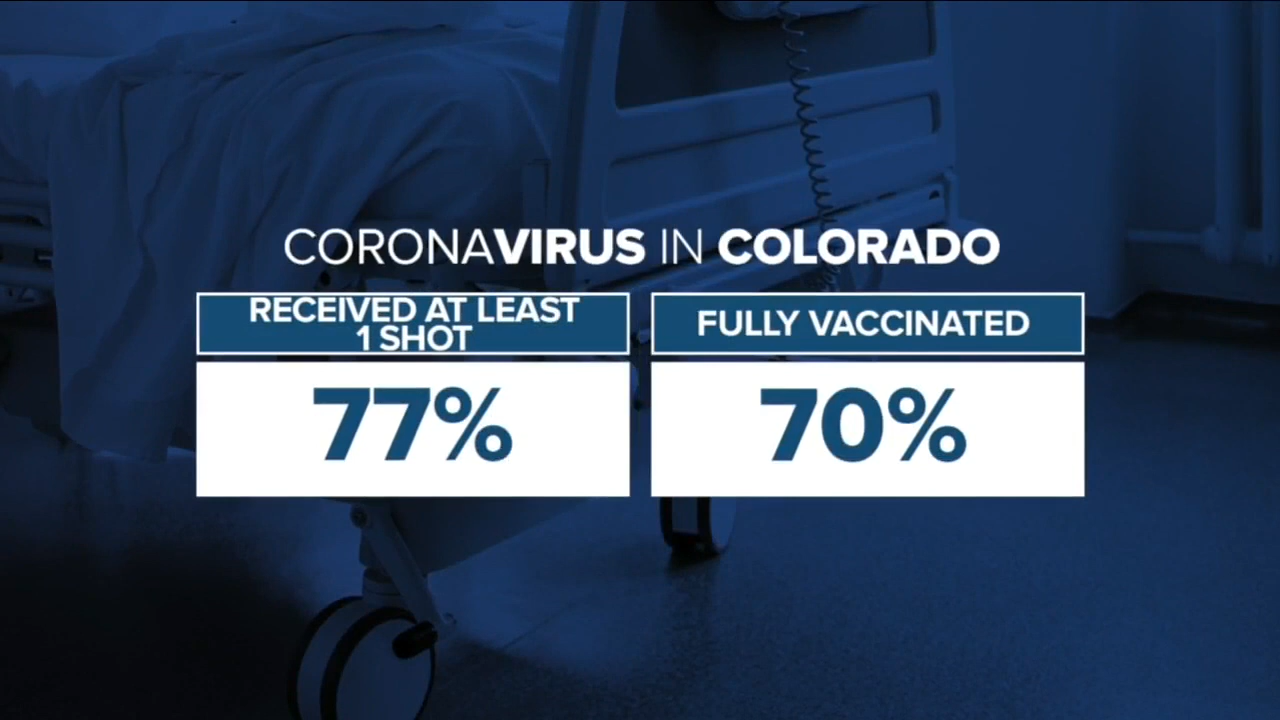 CORONAVIRUS IN COLORADO
RECEIVED AT LEAST
1 SHOT
FULLY VACCINATED
77%
70%